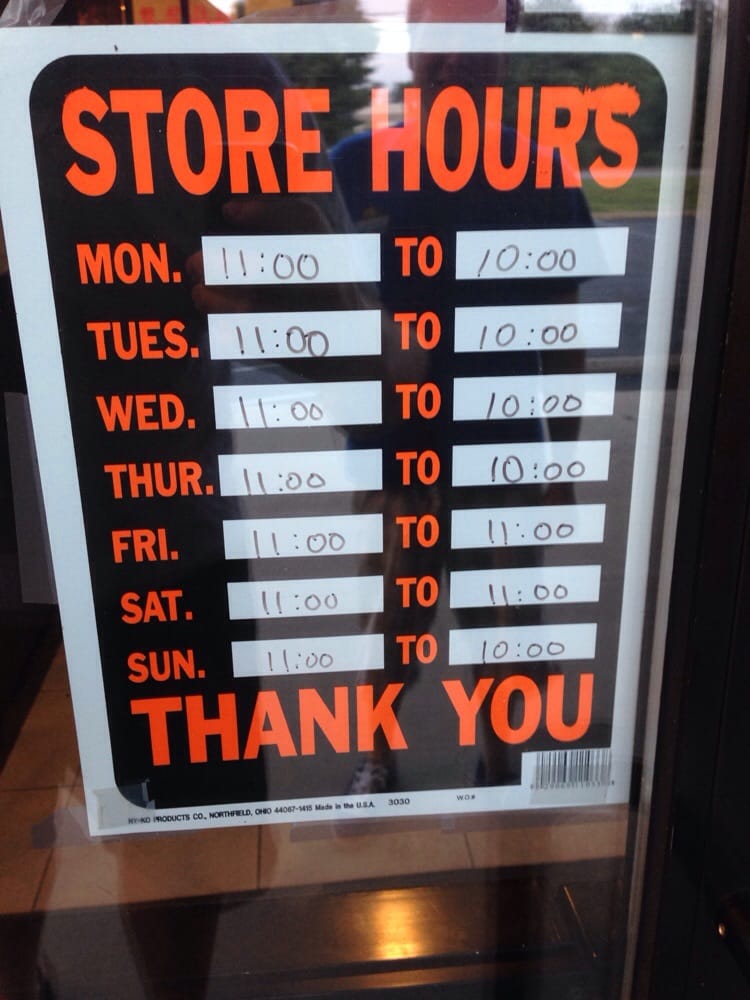 STORE HOURS
MON. 11:00 TO 10:00
TUES. 11:00 TO 10:00
WED. 11:00 TO 10:00
THUR. 11:00 TO 10:00
FRI. 11:00 TO 11:00
SAT. 11:00 TO 11:00
SUN. 11:00 TO 10:00
THANK YOU
HY-KO PRODUCTS CO., NORTHFIELD, OHIO 44067-1415 Made in the U.S.A. 3030 W.O.#